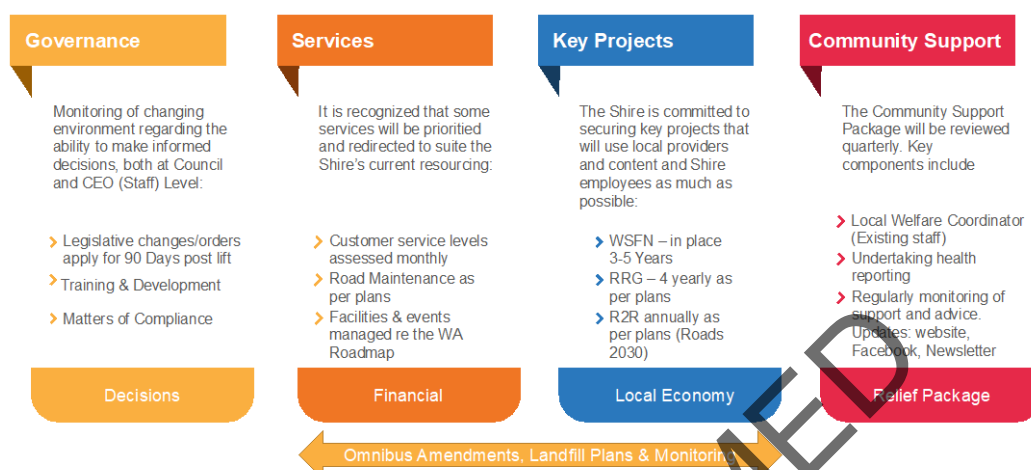 Governance
Monitoring of changing
environment regarding the
ability to make informed
decisions, both at Council
and CEO (Staff) Level:
Legislative changes/orders
apply for 90 Days post lift
Training & Development
Matters of Compliance
Decisions
Services
It is recognized that some
services will be prioritied
and redirected to suite the
Shire's current resourcing:
Customer service levels
assessed monthly
Road Maintenance as
per plans
Facilities & events
managed re the WA
Roadmap
Financial
Key Projects
The Shire is committed to
securing key projects that
will use local providers
and content and Shire
employees as much as
possible:
WSFN – in place
3-5 Years
RRG – 4 yearly as
per plans
R2R annually as
per plans (Roads
2030)
Local Economy
Community Support
The Community Support
Package will be reviewed
quarterly. Key
components include
Local Welfare Coordinator
(Existing staff)
Undertaking health
reporting
Regularly monitoring of
support and advice.
Updates: website,
Facebook, Newsletter
Relief Package
Omnibus Amendments, Landfill Plans & Monitoring